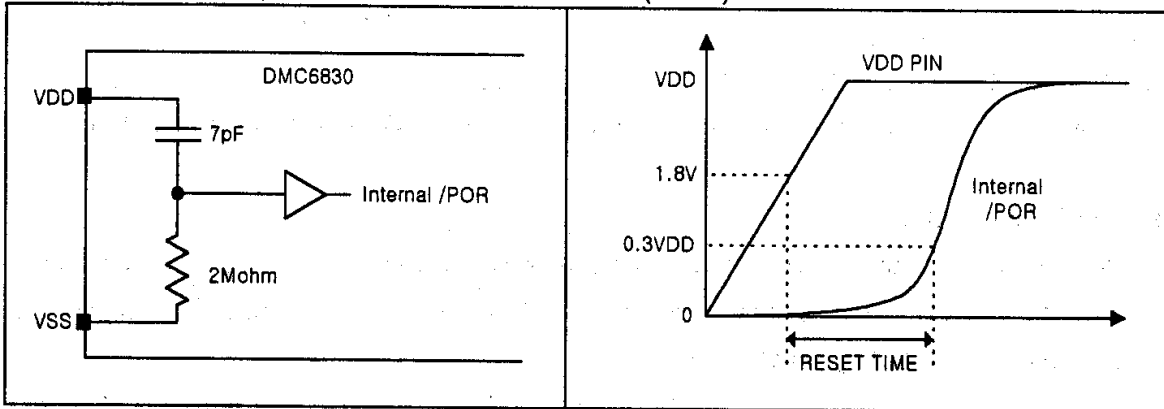 DMC6830
VDD
7pF
Internal /POR
2Mohm
VSS
VDD PIN
VDD
1.8V
Internal
/POR
0.3VDD
0
RESET TIME